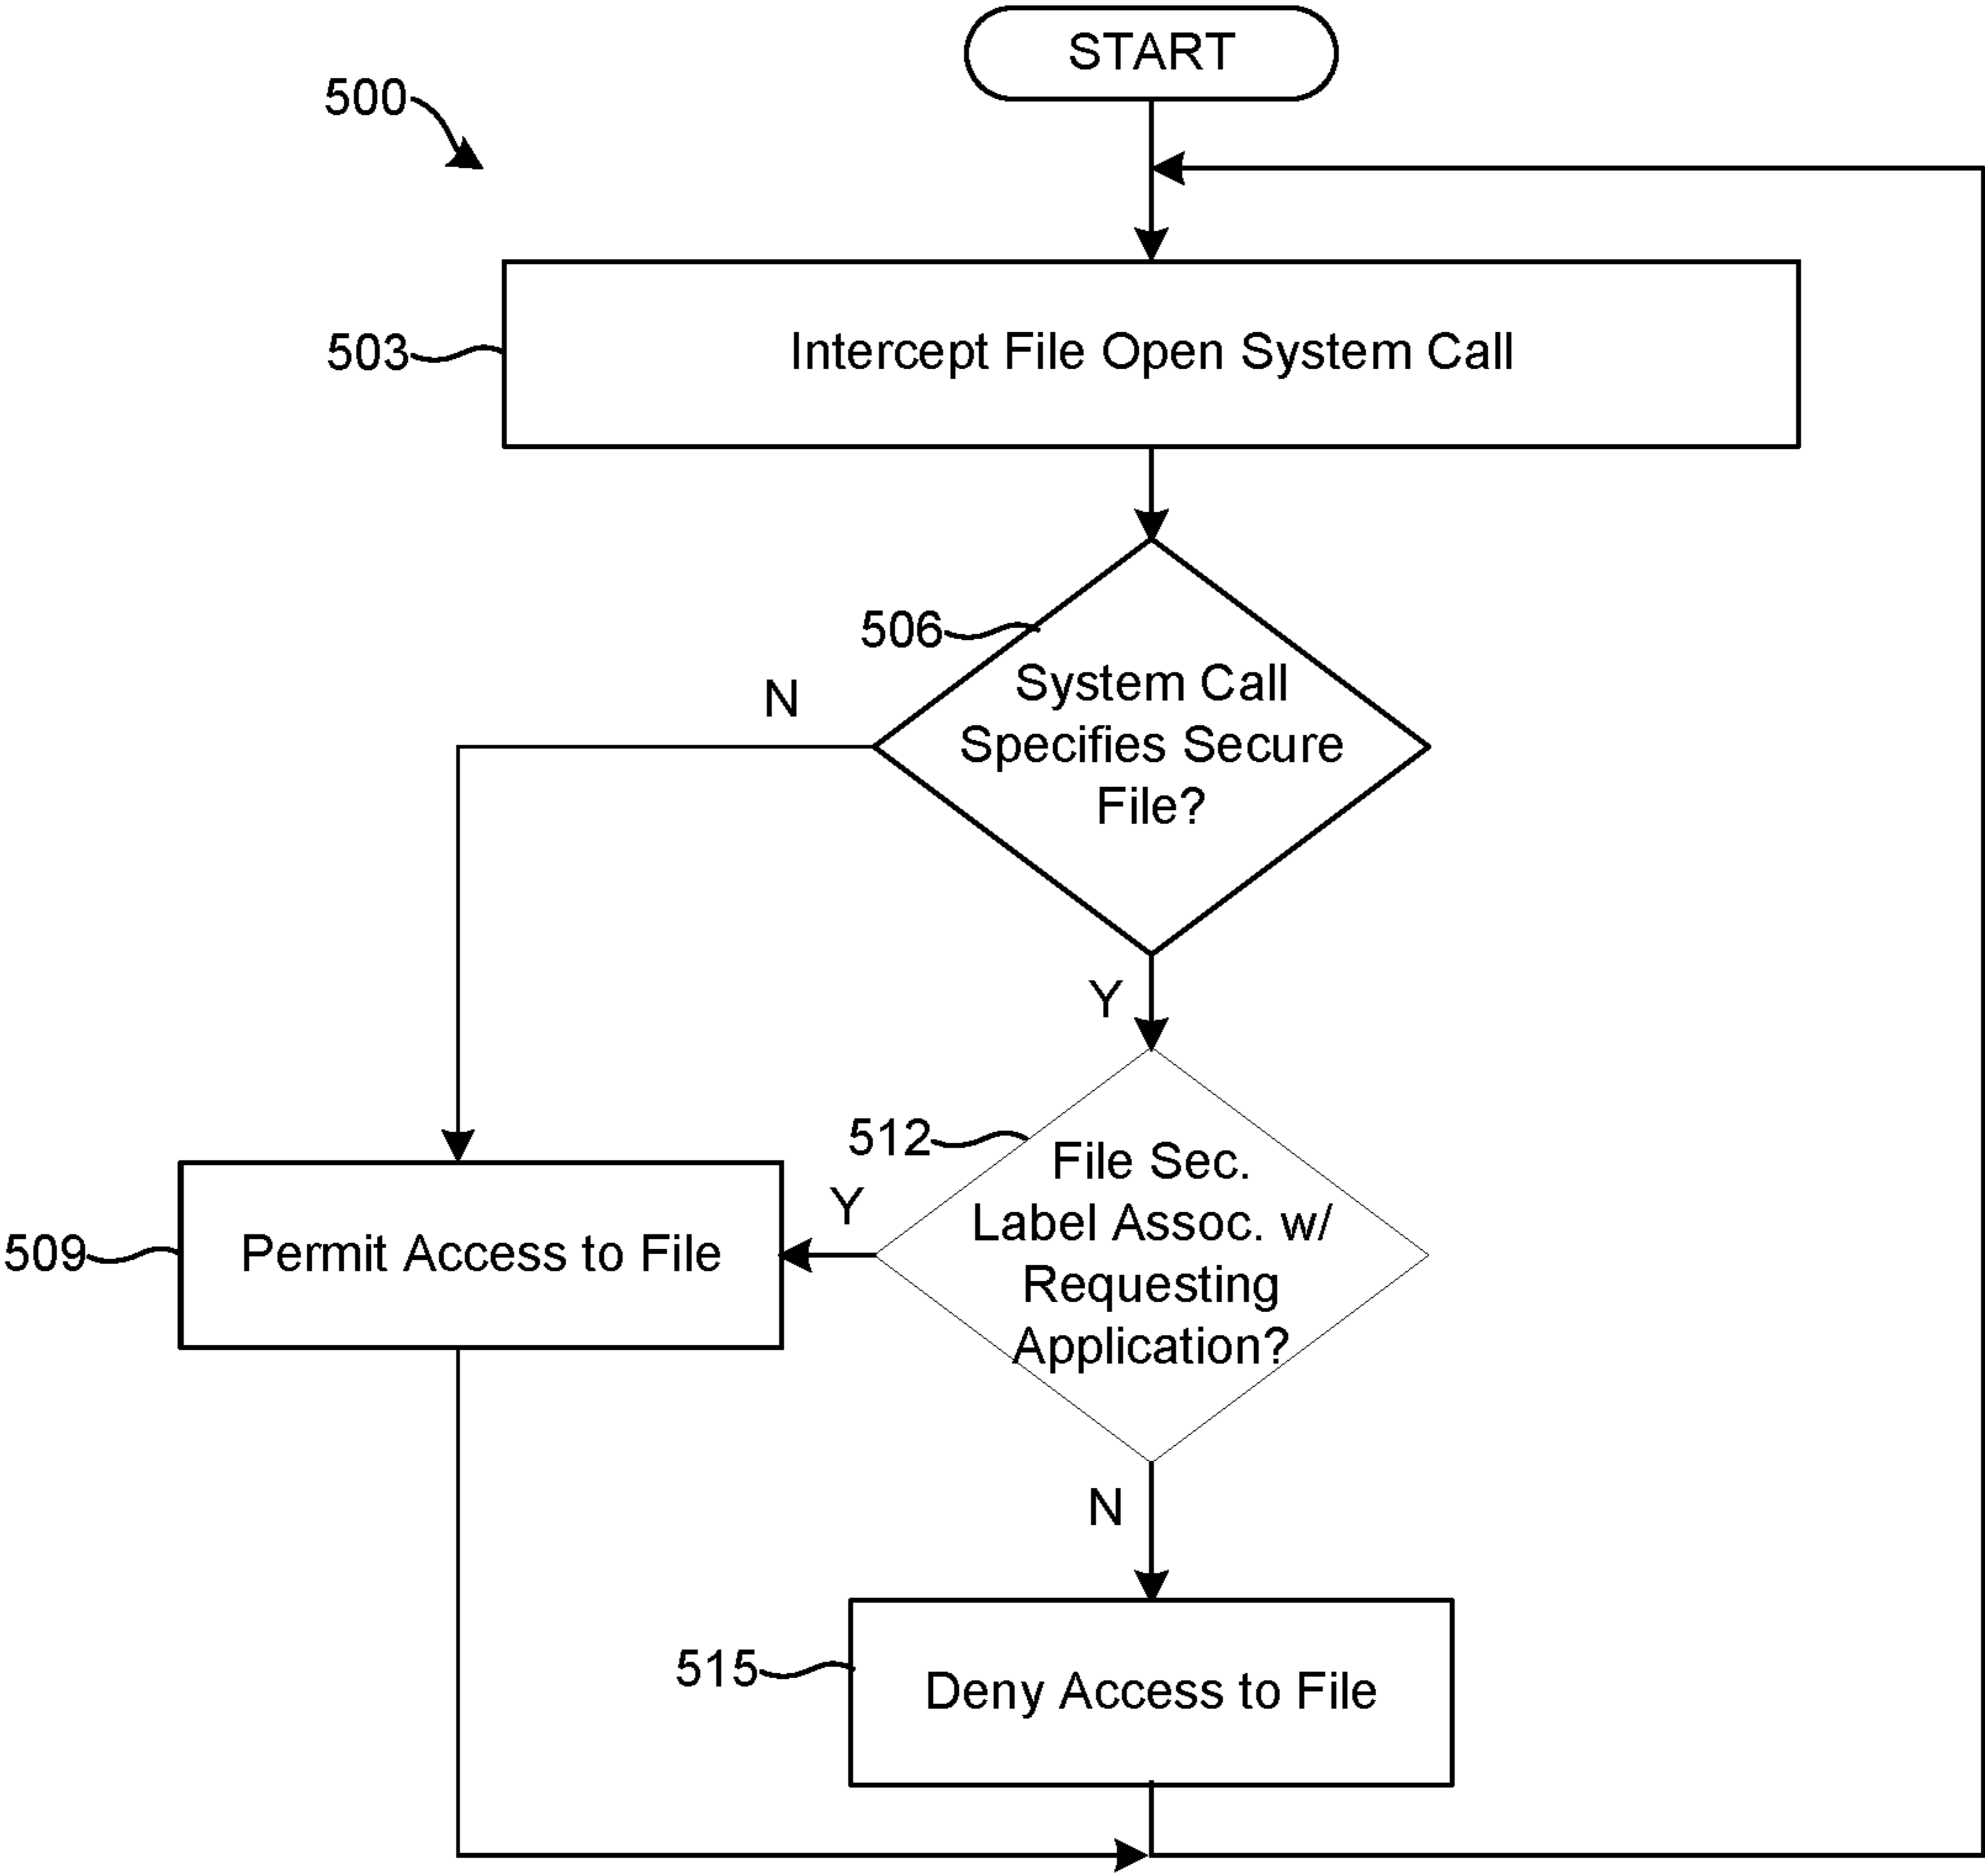 START
500
503
Intercept File Open System Call
506
System Call
Specifies Secure
File?
N
Y
512
File Sec.
Label Assoc. w/
Requesting
Application?
Y
509
Permit Access to File
N
515
Deny Access to File